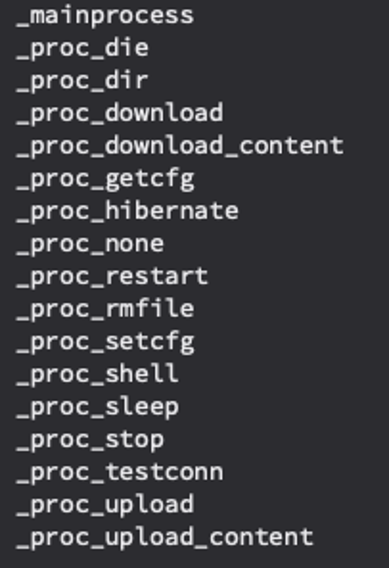 _mainprocess
_proc_die
_proc_dir
_proc_download
_proc_download_content
_proc_getcfg
_proc_hibernate
_proc_none
_proc_restart
_proc_rmfile
_proc_setcfg
_proc_shell
_proc_sleep
_proc_stop
_proc_testconn
_proc_upload
_proc_upload_content